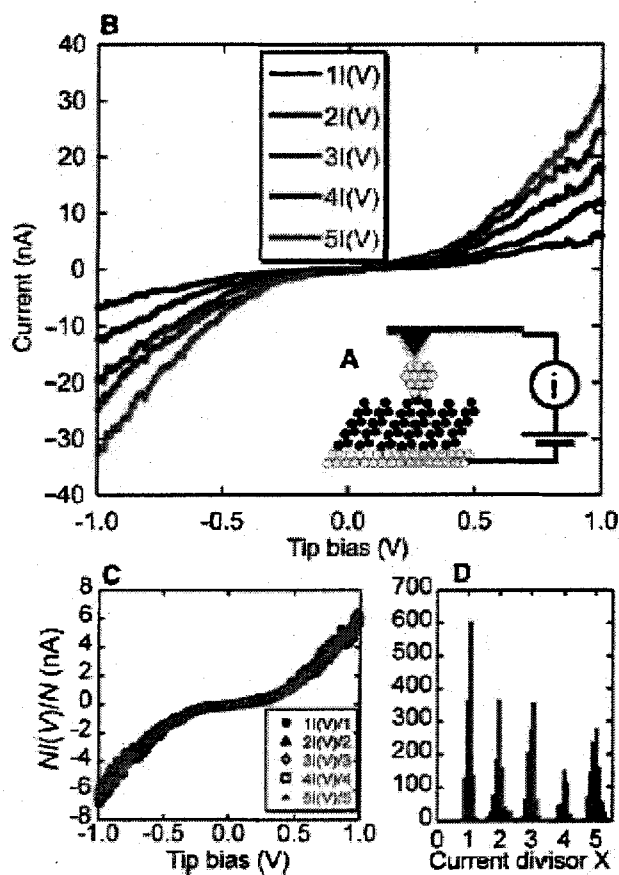 B
40
30
20
10
0
-10
-20
-30
-40
Current (nA)
1I(V)
2I(V)
3I(V)
4I(V)
5I(V)
A
i
-1.0 -0.5 0.0 0.5 1.0
Tip bias (V)
C
8
6
4
2
0
-2
-4
-6
-8
NI(V)/N (nA)
1I(V)/1
2I(V)/2
3I(V)/3
4I(V)/4
5I(V)/5
-1.0 -0.5 0.0 0.5 1.0
Tip bias (V)
D
700
600
500
400
300
200
100
0
0 1 2 3 4 5
Current divisor X